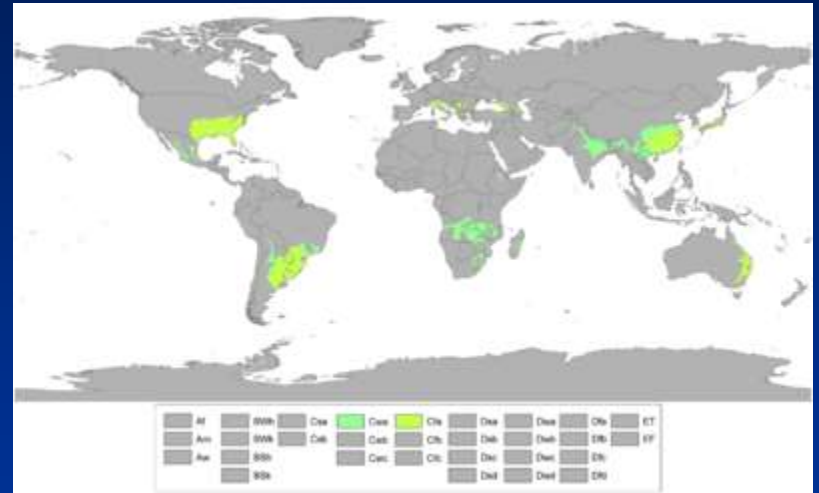 Af BWh Csa Cwa Cfa Dsa Dwa Dfa ET
Am BWk Csb Cwb Cfb Dsb Dwb Dfb EF
Aw BSh Cwc Cfc Dsc Dwc Dfc
BSk Dsd Dwd Dfd